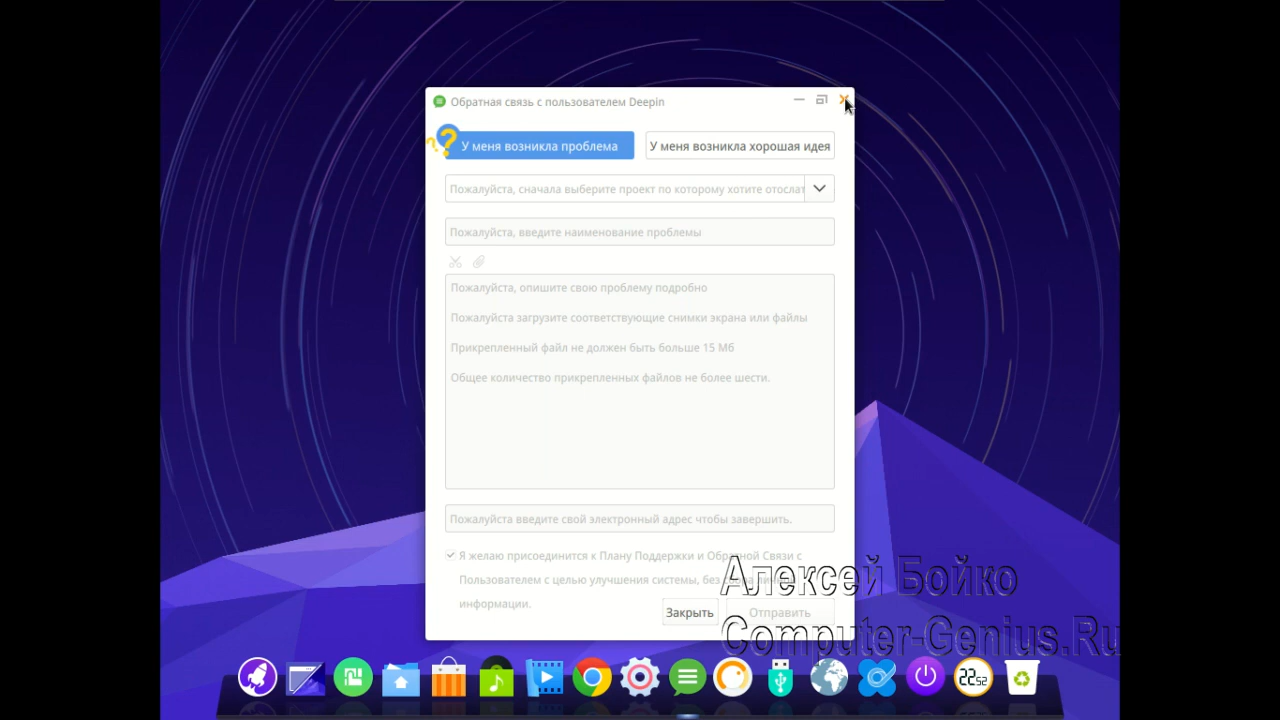 Обратная связь с пользователем Deepin
У меня возникла проблема
У меня возникла хорошая идея
Пожалуйста, сначала выберите проект по которому хотите отослат
Пожалуйста, введите наименование проблемы
Пожалуйста, опишите свою проблему подробно
Пожалуйста загрузите соответствующие снимки экрана или файлы
Прикрепленный файл не должен быть больше 15 Мб
Общее количество прикрепленных файлов не более шести.
Пожалуйста введите свой электронный адрес чтобы завершить.
Я желаю присоединится к Плану Поддержки и Обратной Связи с
Пользователем с целью улучшения системы, без сбора личной
информации.
Закрыть
Отправить
Алексей Бойко
Computer-Genius.Ru
22 52